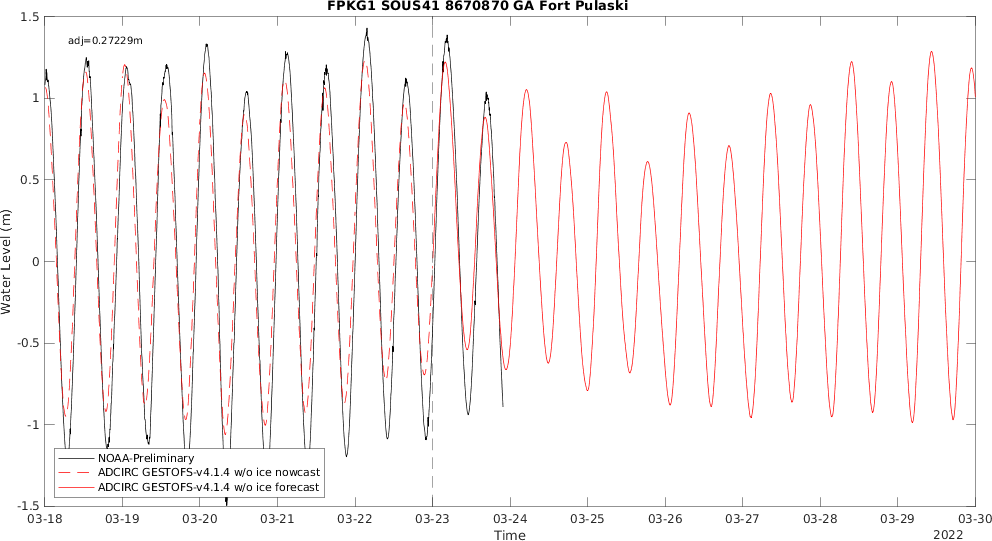 FPKG1 SOUS41 8670870 GA Fort Pulaski
adj=0.27229m
Water Level (m)
1.5
1
0.5
0
-0.5
-1
-1.5
NOAA-Preliminary
ADCIRC GESTOFS-v4.1.4 w/o ice nowcast
ADCIRC GESTOFS-v4.1.4 w/o ice forecast
03-18 03-19 03-20 03-21 03-22 03-23 03-24 03-25 03-26 03-27 03-28 03-29 03-30
Time
2022